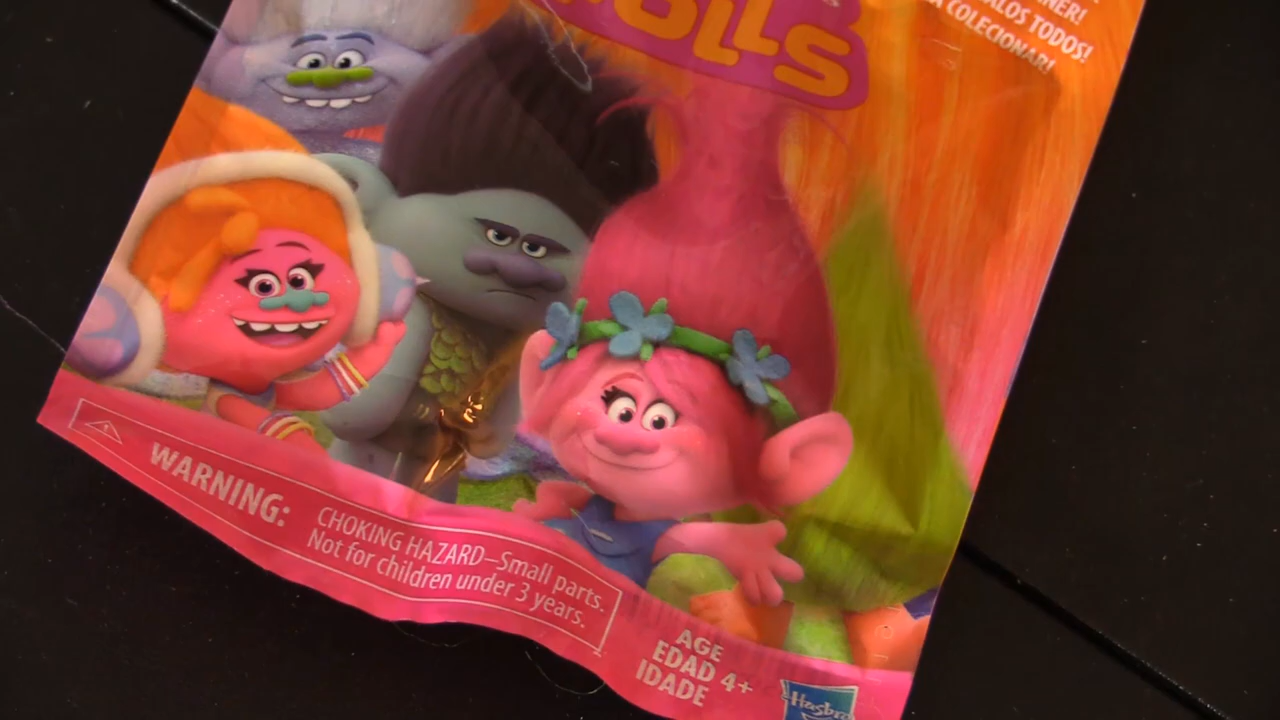 OLLS
NER!
ALOS TODOS!
A COLECIONAR!
WARNING:
CHOKING HAZARD–Small parts.
Not for children under 3 years.
AGE
EDAD 4+
IDADE
Hasbro